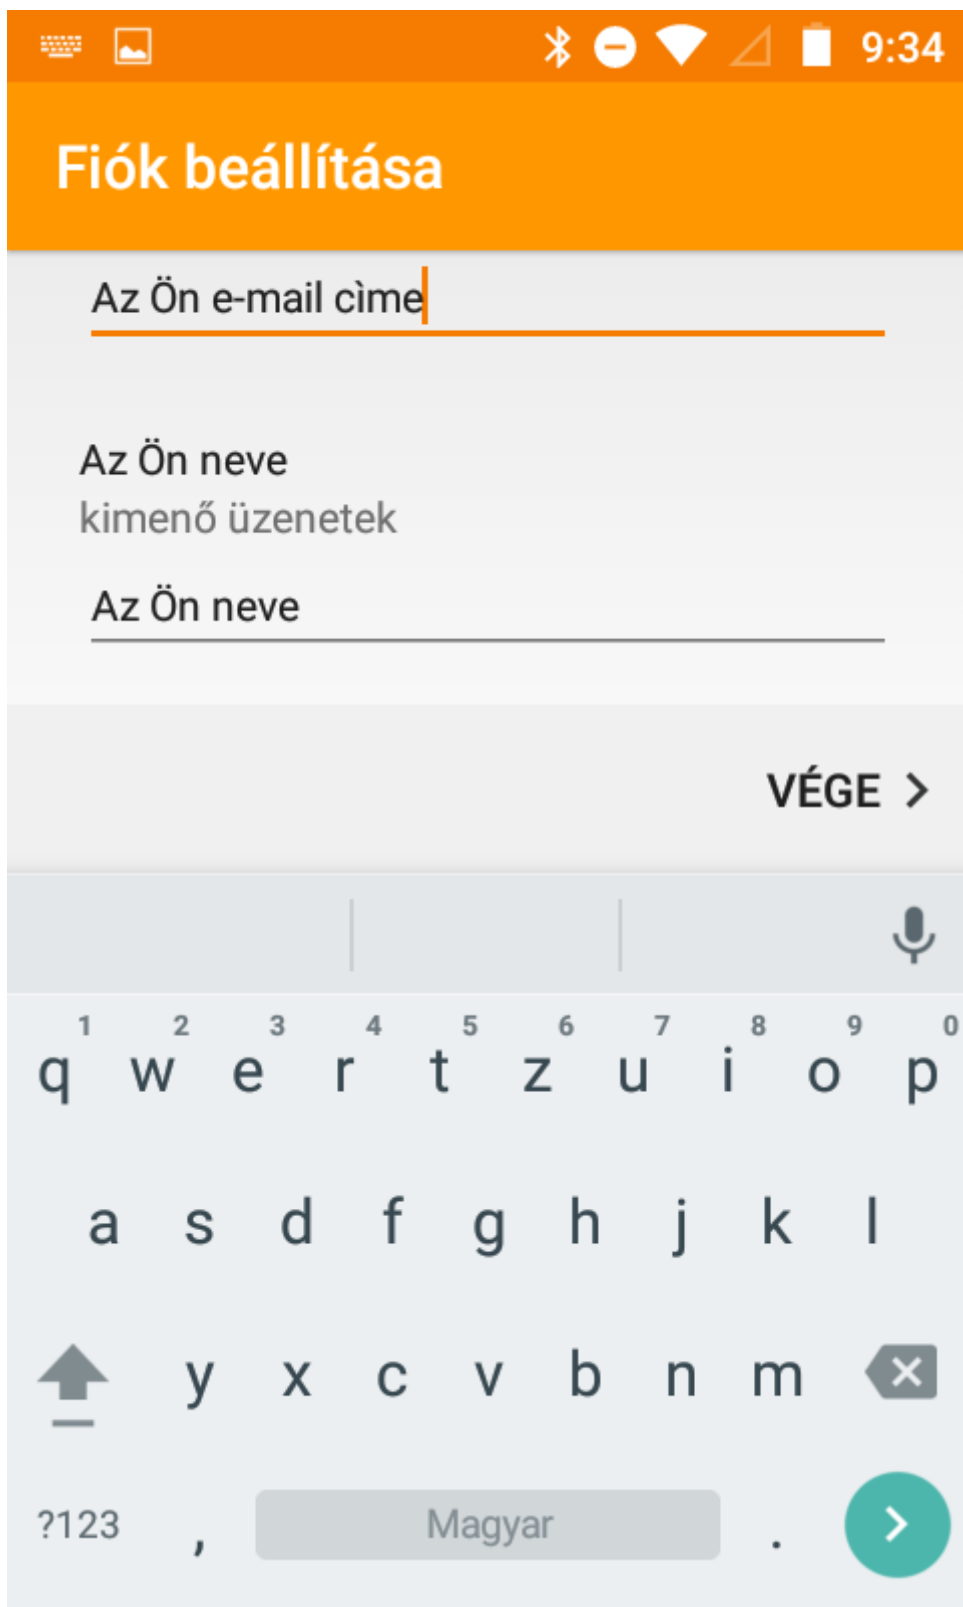 9:34
Fiók beállítása
Az Ön e-mail cìme
Az Ön neve
kimenő üzenetek
Az Ön neve
VÉGE
1 2 3 4 5 6 7 8 9 0
q w e r t z u i o p
a s d f g h j k l
y x c v b n m
?123 , Magyar .